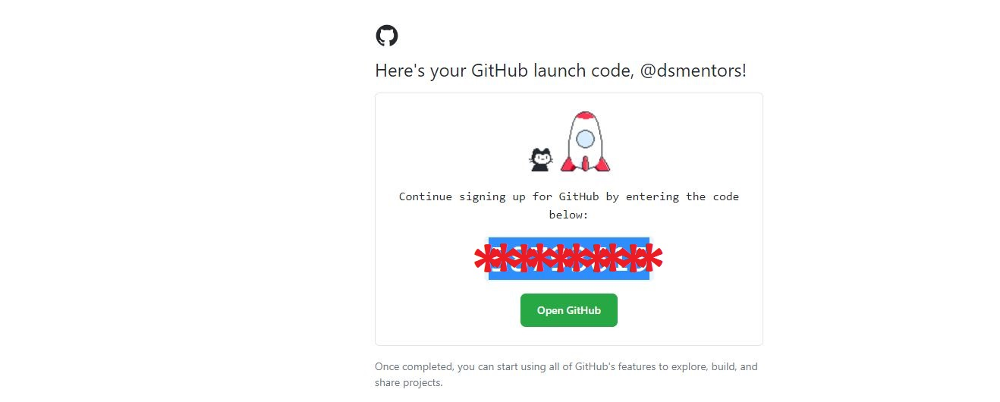 Here's your GitHub launch code, @dsmentors!
Continue signing up for GitHub by entering the code
below:
Open GitHub
Once completed, you can start using all of GitHub's features to explore, build, and
share projects.